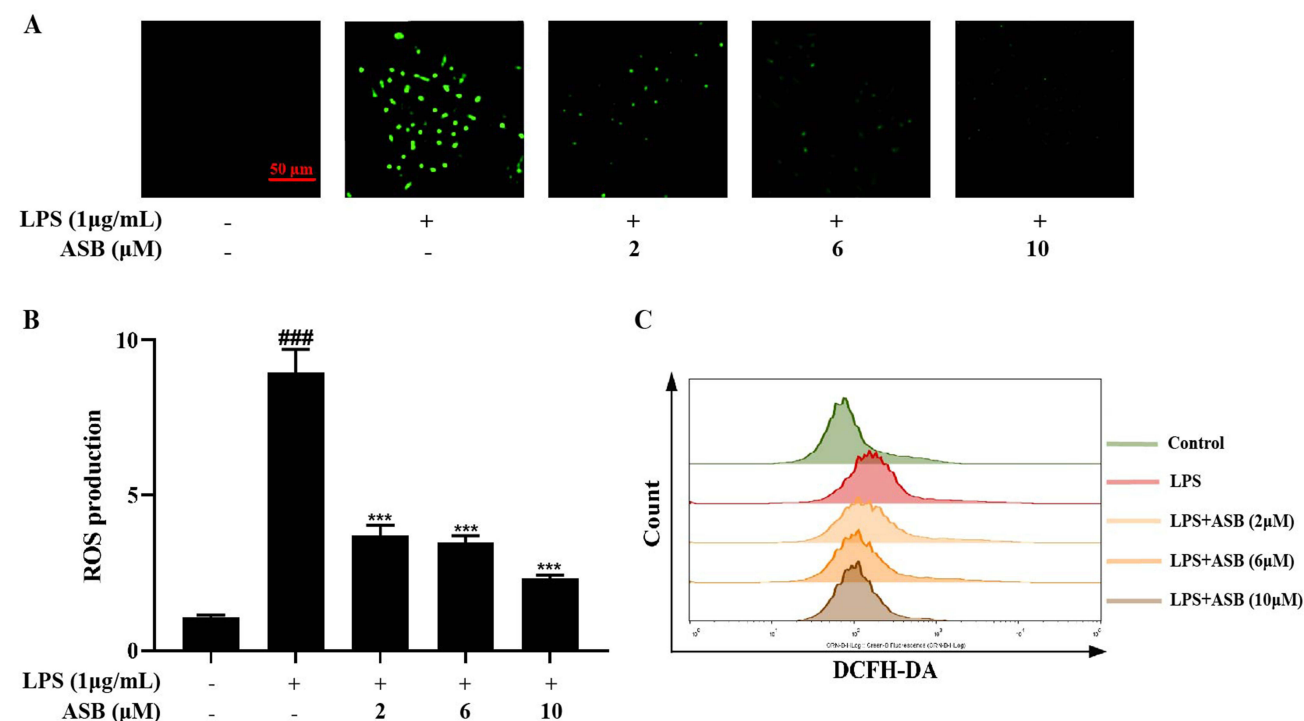 A
50 µm
LPS (1µg/mL) - + + + +
ASB (µM) - - 2 6 10
B
10
5
0
ROS production
###
***
***
***
LPS (1µg/mL) - + + + +
ASB (µM) - - 2 6 10
C
Count
Control
LPS
LPS+ASB (2µM)
LPS+ASB (6µM)
LPS+ASB (10µM)
DCFH-DA